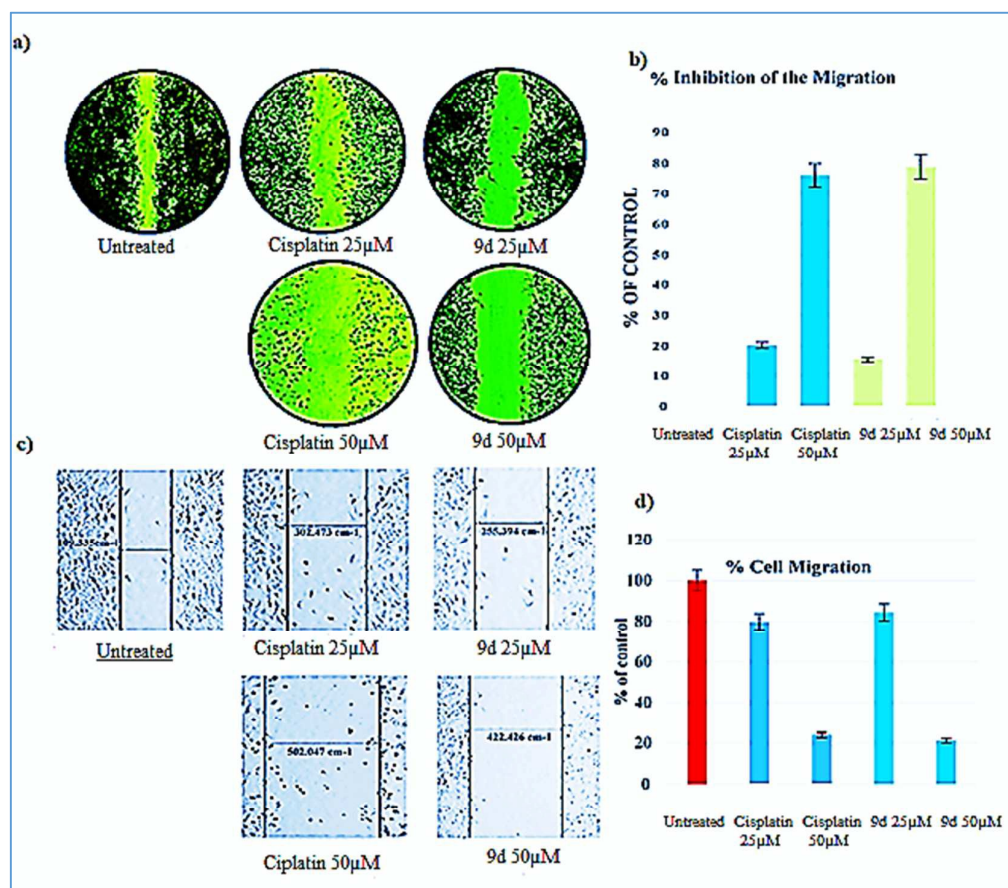 a)
Untreated
Cisplatin 25µM
9d 25µM
Cisplatin 50µM
9d 50µM
b)
% Inhibition of the Migration
% OF CONTROL
90
80
70
60
50
40
30
20
10
0
Untreated
Cisplatin 25µM
Cisplatin 50µM
9d 25µM
9d 50µM
c)
302.473 cm-1
255.394 cm-1
Untreated
Cisplatin 25µM
9d 25µM
502.047 cm-1
422.426 cm-1
Ciplatin 50µM
9d 50µM
d)
% Cell Migration
% of control
120
100
80
60
40
20
0
Untreated
Cisplatin 25µM
Cisplatin 50µM
9d 25µM
9d 50µM